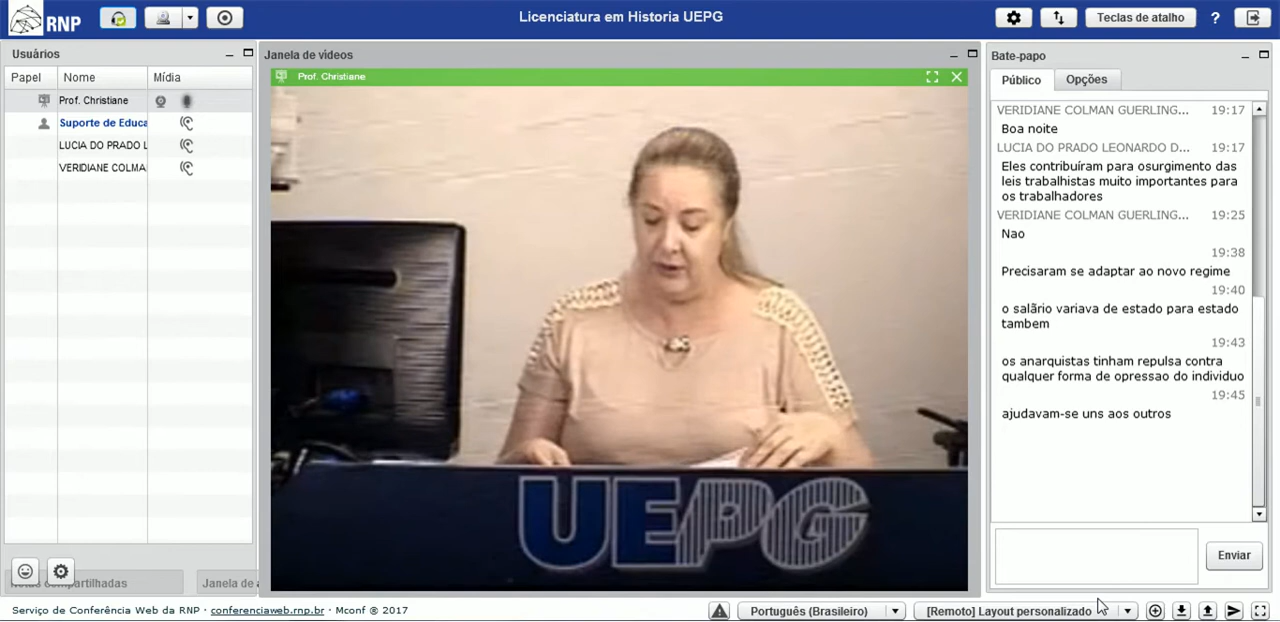 RNP
Licenciatura em Historia UEPG
Teclas de atalho
?
Usuários
Papel Nome Mídia
Prof. Christiane
Suporte de Educa
LUCIA DO PRADO L
VERIDIANE COLMA
Janela de videos
Prof. Christiane
UEPG
Bate-papo
Público Opções
VERIDIANE COLMAN GUERLING... 19:17
Boa noite
LUCIA DO PRADO LEONARDO D... 19:17
Eles contribuíram para osurgimento das
leis trabalhistas muito importantes para
os trabalhadores
VERIDIANE COLMAN GUERLING... 19:25
Nao
19:38
Precisaram se adaptar ao novo regime
19:40
o salãrio variava de estado para estado
tambem
19:43
os anarquistas tinham repulsa contra
qualquer forma de opressao do individuo
19:45
ajudavam-se uns aos outros
Enviar
compartilhadas
Janela de
Serviço de Conferência Web da RNP · conferenciaweb.rnp.br · Mconf ® 2017
Português (Brasileiro)
[Remoto] Layout personalizado